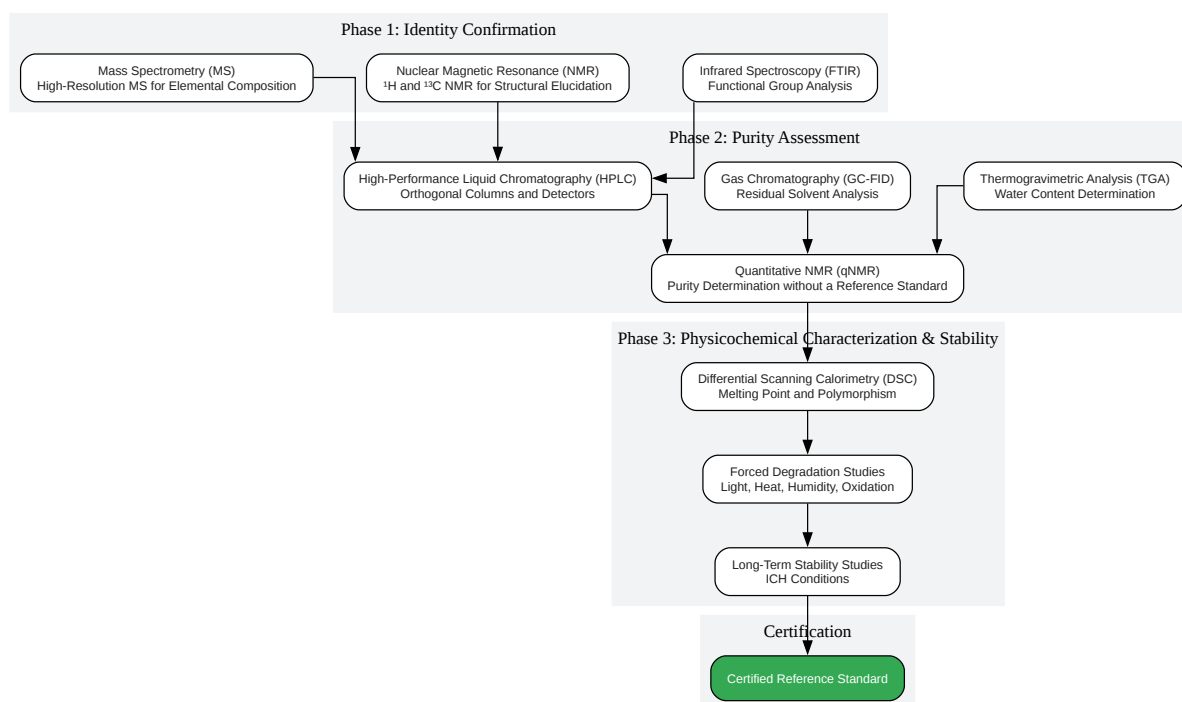 Phase 1: Identity Confirmation
Mass Spectrometry (MS)
High-Resolution MS for Elemental Composition
Nuclear Magnetic Resonance (NMR)
¹H and ¹³C NMR for Structural Elucidation
Infrared Spectroscopy (FTIR)
Functional Group Analysis
Phase 2: Purity Assessment
High-Performance Liquid Chromatography (HPLC)
Orthogonal Columns and Detectors
Gas Chromatography (GC-FID)
Residual Solvent Analysis
Thermogravimetric Analysis (TGA)
Water Content Determination
Quantitative NMR (qNMR)
Purity Determination without a Reference Standard
Phase 3: Physicochemical Characterization & Stability
Differential Scanning Calorimetry (DSC)
Melting Point and Polymorphism
Forced Degradation Studies
Light, Heat, Humidity, Oxidation
Long-Term Stability Studies
ICH Conditions
Certification
Certified Reference Standard